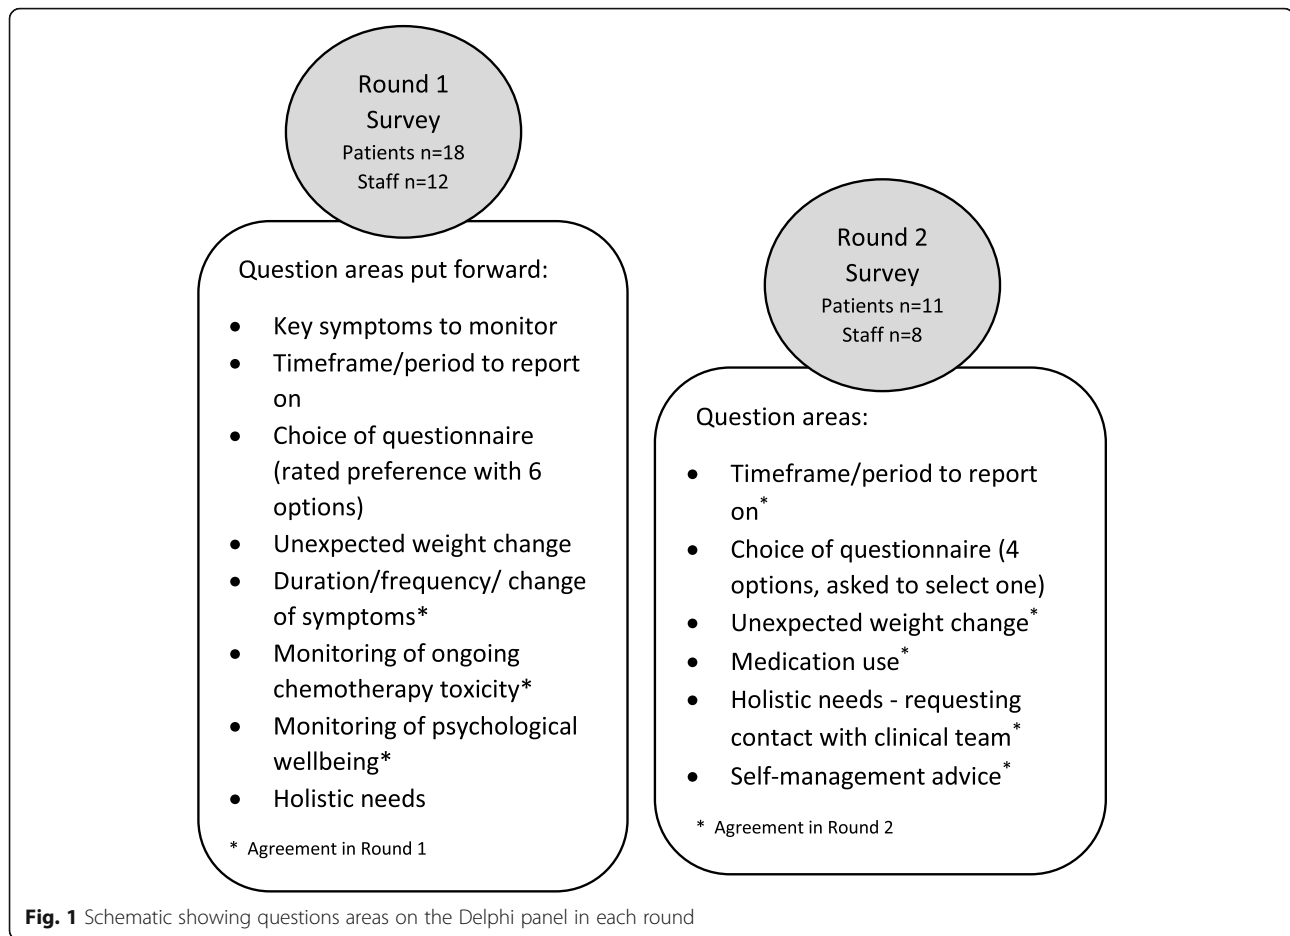 Round 1
Survey
Patients n=18
Staff n=12
Question areas put forward:
• Key symptoms to monitor
• Timeframe/period to report
on
• Choice of questionnaire
(rated preference with 6
options)
• Unexpected weight change
• Duration/frequency/ change
of symptoms*
• Monitoring of ongoing
chemotherapy toxicity*
• Monitoring of psychological
wellbeing*
• Holistic needs
* Agreement in Round 1
Round 2
Survey
Patients n=11
Staff n=8
Question areas:
• Timeframe/period to report
on*
• Choice of questionnaire (4
options, asked to select one)
• Unexpected weight change*
• Medication use*
• Holistic needs - requesting
contact with clinical team*
• Self-management advice*
* Agreement in Round 2
Fig. 1 Schematic showing questions areas on the Delphi panel in each round